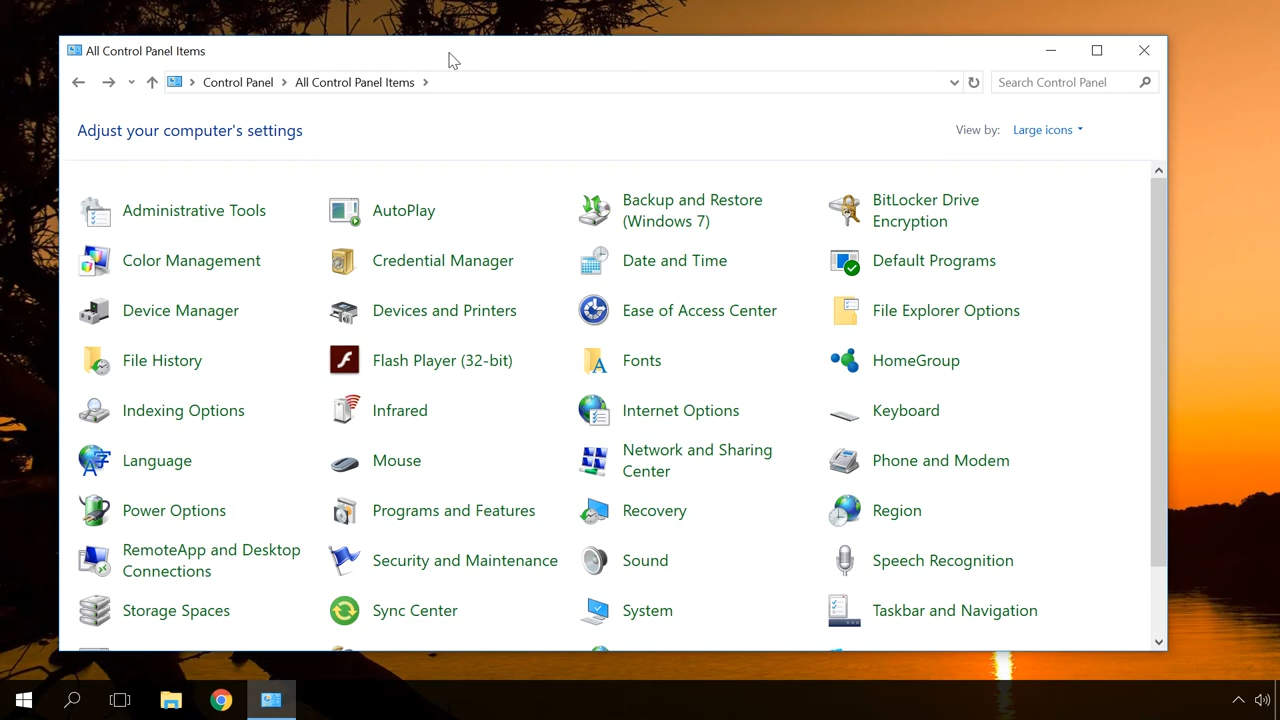 All Control Panel Items
Control Panel > All Control Panel Items >
Search Control Panel
Adjust your computer's settings
View by: Large icons
Administrative Tools
AutoPlay
Backup and Restore
(Windows 7)
BitLocker Drive
Encryption
Color Management
Credential Manager
Date and Time
Default Programs
Device Manager
Devices and Printers
Ease of Access Center
File Explorer Options
File History
Flash Player (32-bit)
Fonts
HomeGroup
Indexing Options
Infrared
Internet Options
Keyboard
Language
Mouse
Network and Sharing
Center
Phone and Modem
Power Options
Programs and Features
Recovery
Region
RemoteApp and Desktop
Connections
Security and Maintenance
Sound
Speech Recognition
Storage Spaces
Sync Center
System
Taskbar and Navigation